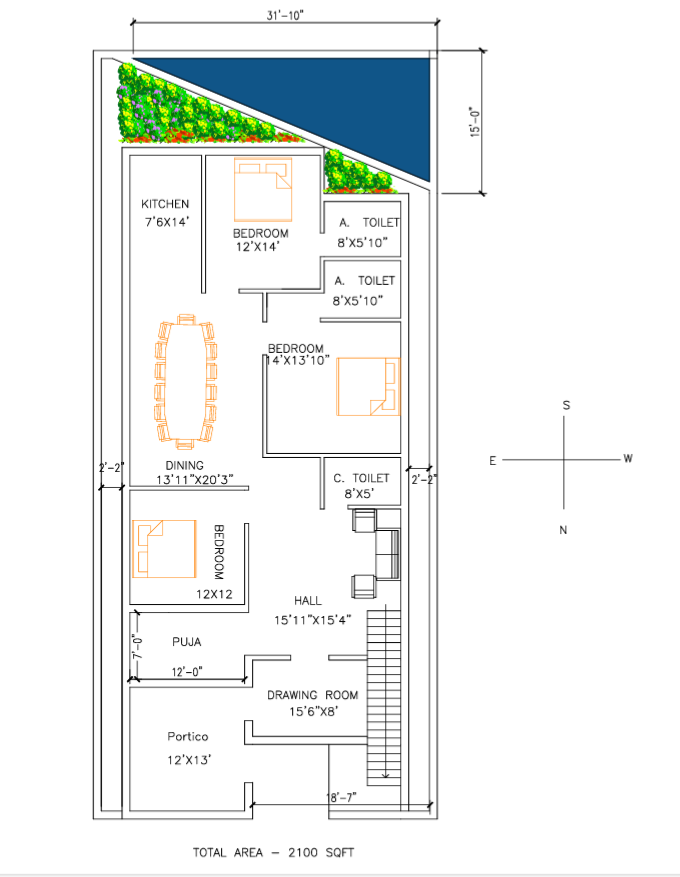 31'-10"
15'-0"
KITCHEN
7'6X14'
BEDROOM
12'X14'
A. TOILET
8'X5'10"
A. TOILET
8'X5'10"
BEDROOM
14'X13'10"
S
E
W
N
DINING
13'11"X20'3"
2'-2"
2'-2"
C. TOILET
8'X5'
BEDROOM
12X12
HALL
15'11"X15'4"
PUJA
7'-0"
12'-0"
DRAWING ROOM
15'6"X8'
Portico
12'X13'
18'-7"
TOTAL AREA - 2100 SQFT